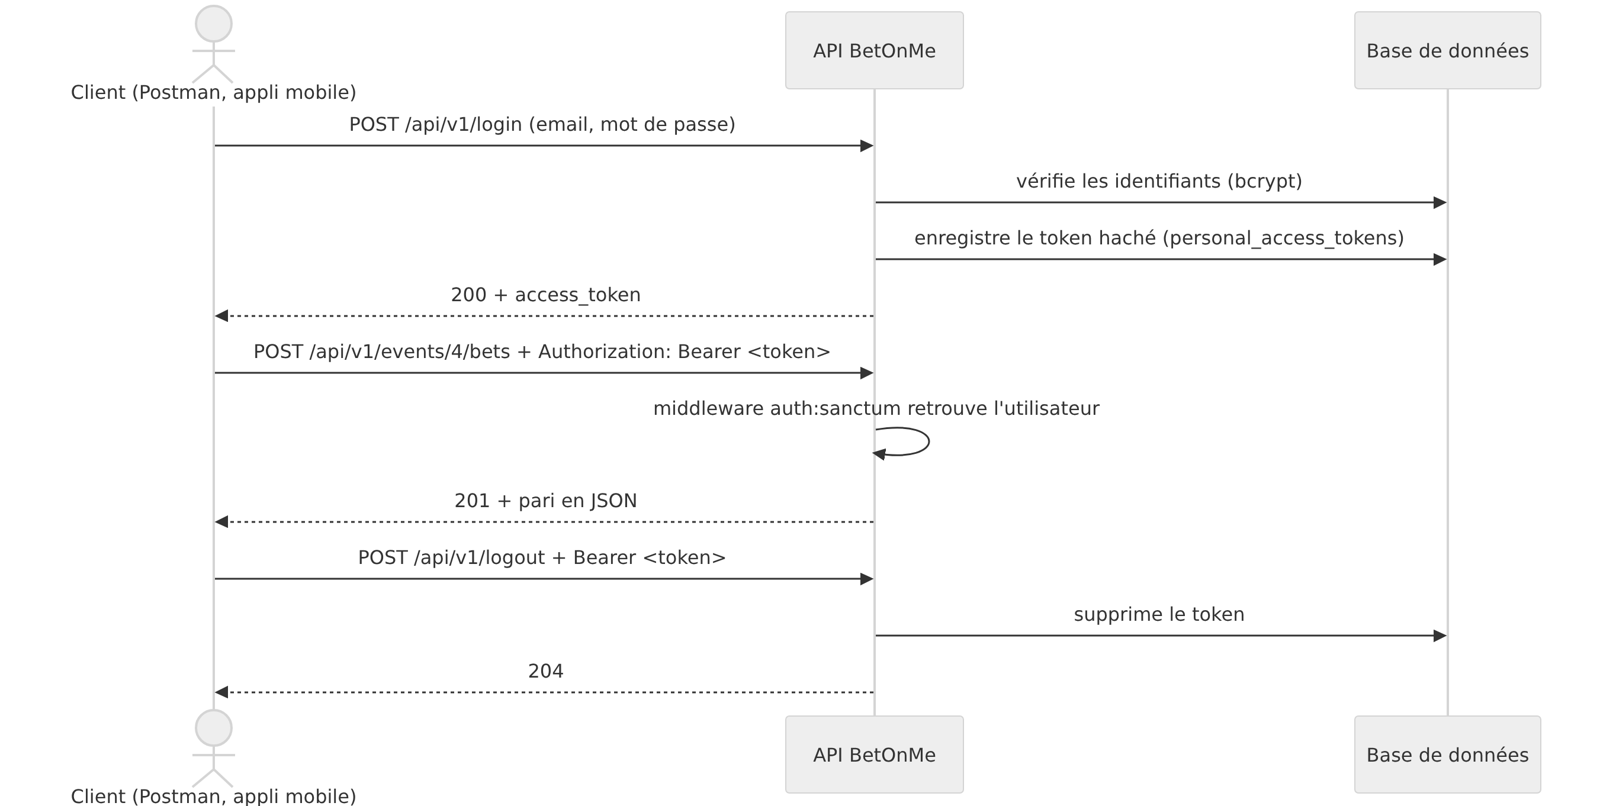 Client (Postman, appli mobile)
API BetOnMe
Base de données
POST /api/v1/login (email, mot de passe)
vérifie les identifiants (bcrypt)
enregistre le token haché (personal_access_tokens)
200 + access_token
POST /api/v1/events/4/bets + Authorization: Bearer <token>
middleware auth:sanctum retrouve l'utilisateur
201 + pari en JSON
POST /api/v1/logout + Bearer <token>
supprime le token
204
Client (Postman, appli mobile)
API BetOnMe
Base de données